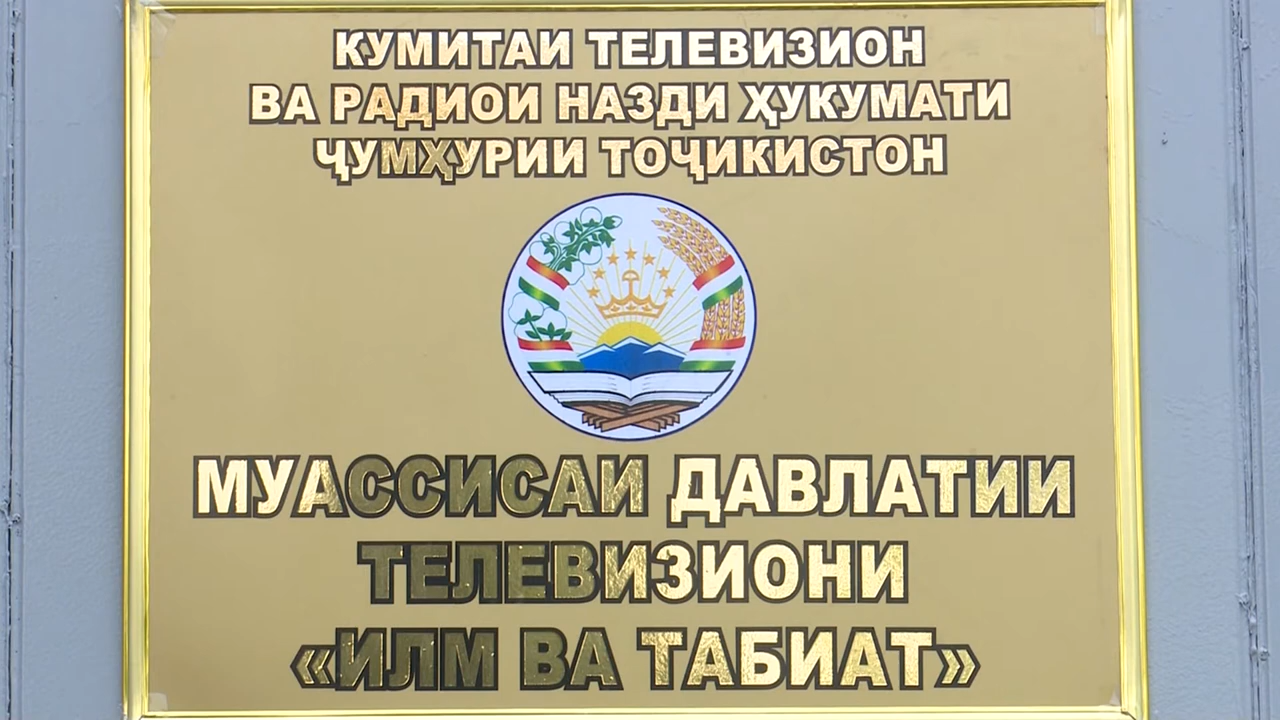 КУМИТАИ ТЕЛЕВИЗИОН
ВА РАДИОИ НАЗДИ ҲУКУМАТИ
ҶУМҲУРИИ ТОҶИКИСТОН
МУАССИСАИ ДАВЛАТИИ
ТЕЛЕВИЗИОНИ
«ИЛМ ВА ТАБИАТ»